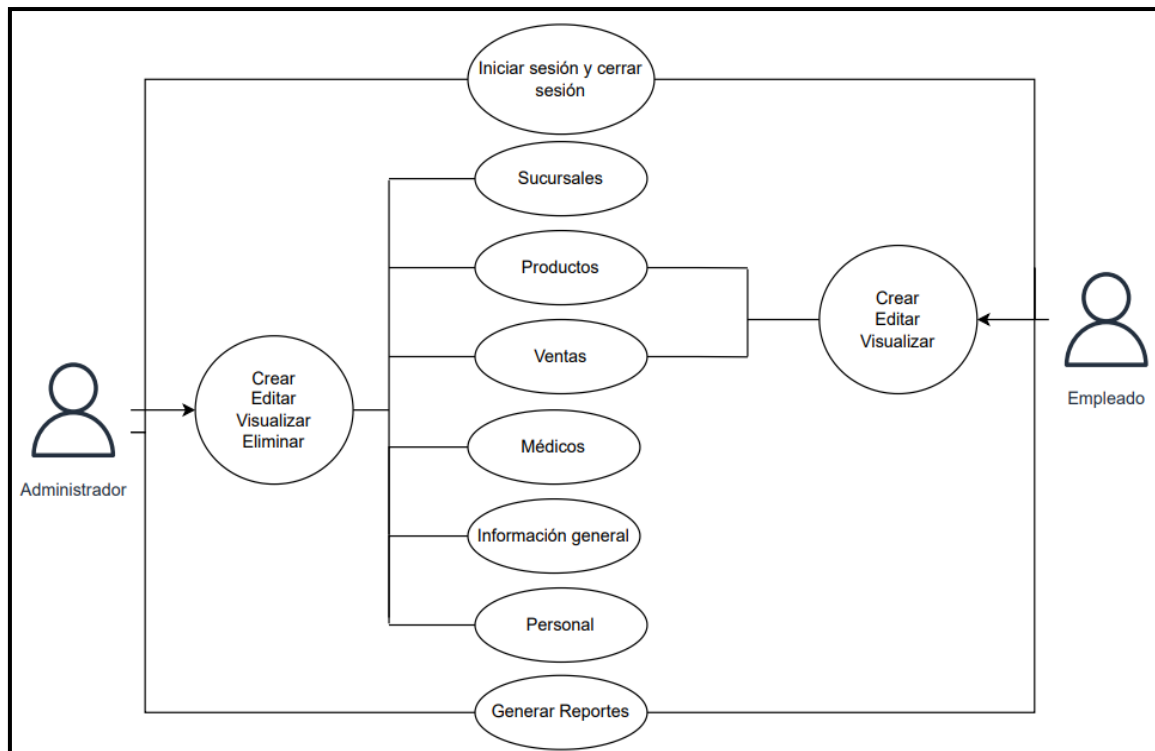 Iniciar sesión y cerrar
sesión
Sucursales
Productos
Ventas
Médicos
Información general
Personal
Generar Reportes
Crear
Editar
Visualizar
Eliminar
Administrador
Crear
Editar
Visualizar
Empleado